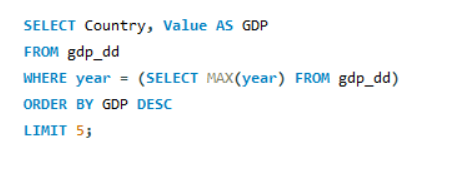 SELECT Country, Value AS GDP
FROM gdp_dd
WHERE year = (SELECT MAX(year) FROM gdp_dd)
ORDER BY GDP DESC
LIMIT 5;